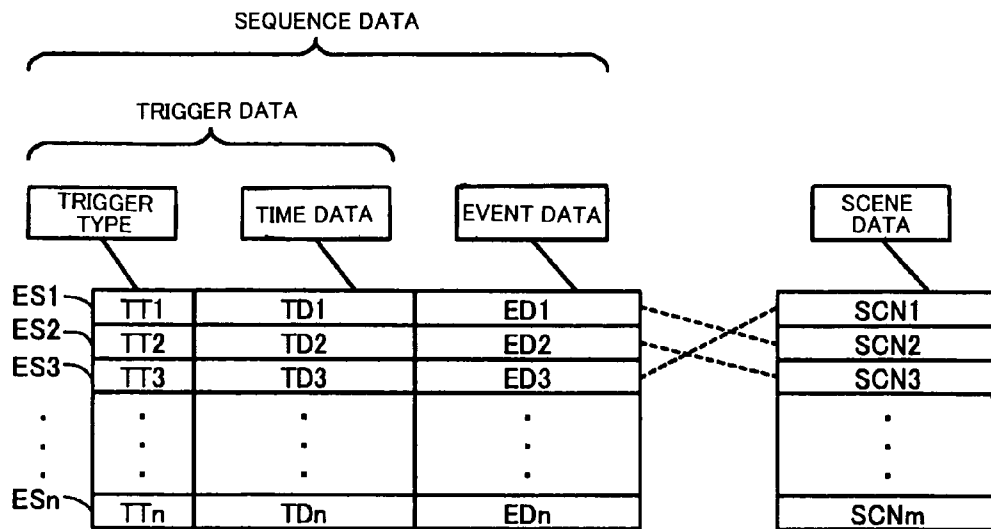 SEQUENCE DATA
TRIGGER DATA
TRIGGER TYPE
TIME DATA
EVENT DATA
SCENE DATA
ES1 TT1 TD1 ED1 SCN1
ES2 TT2 TD2 ED2 SCN2
ES3 TT3 TD3 ED3 SCN3
ESn TTn TDn EDn SCNm